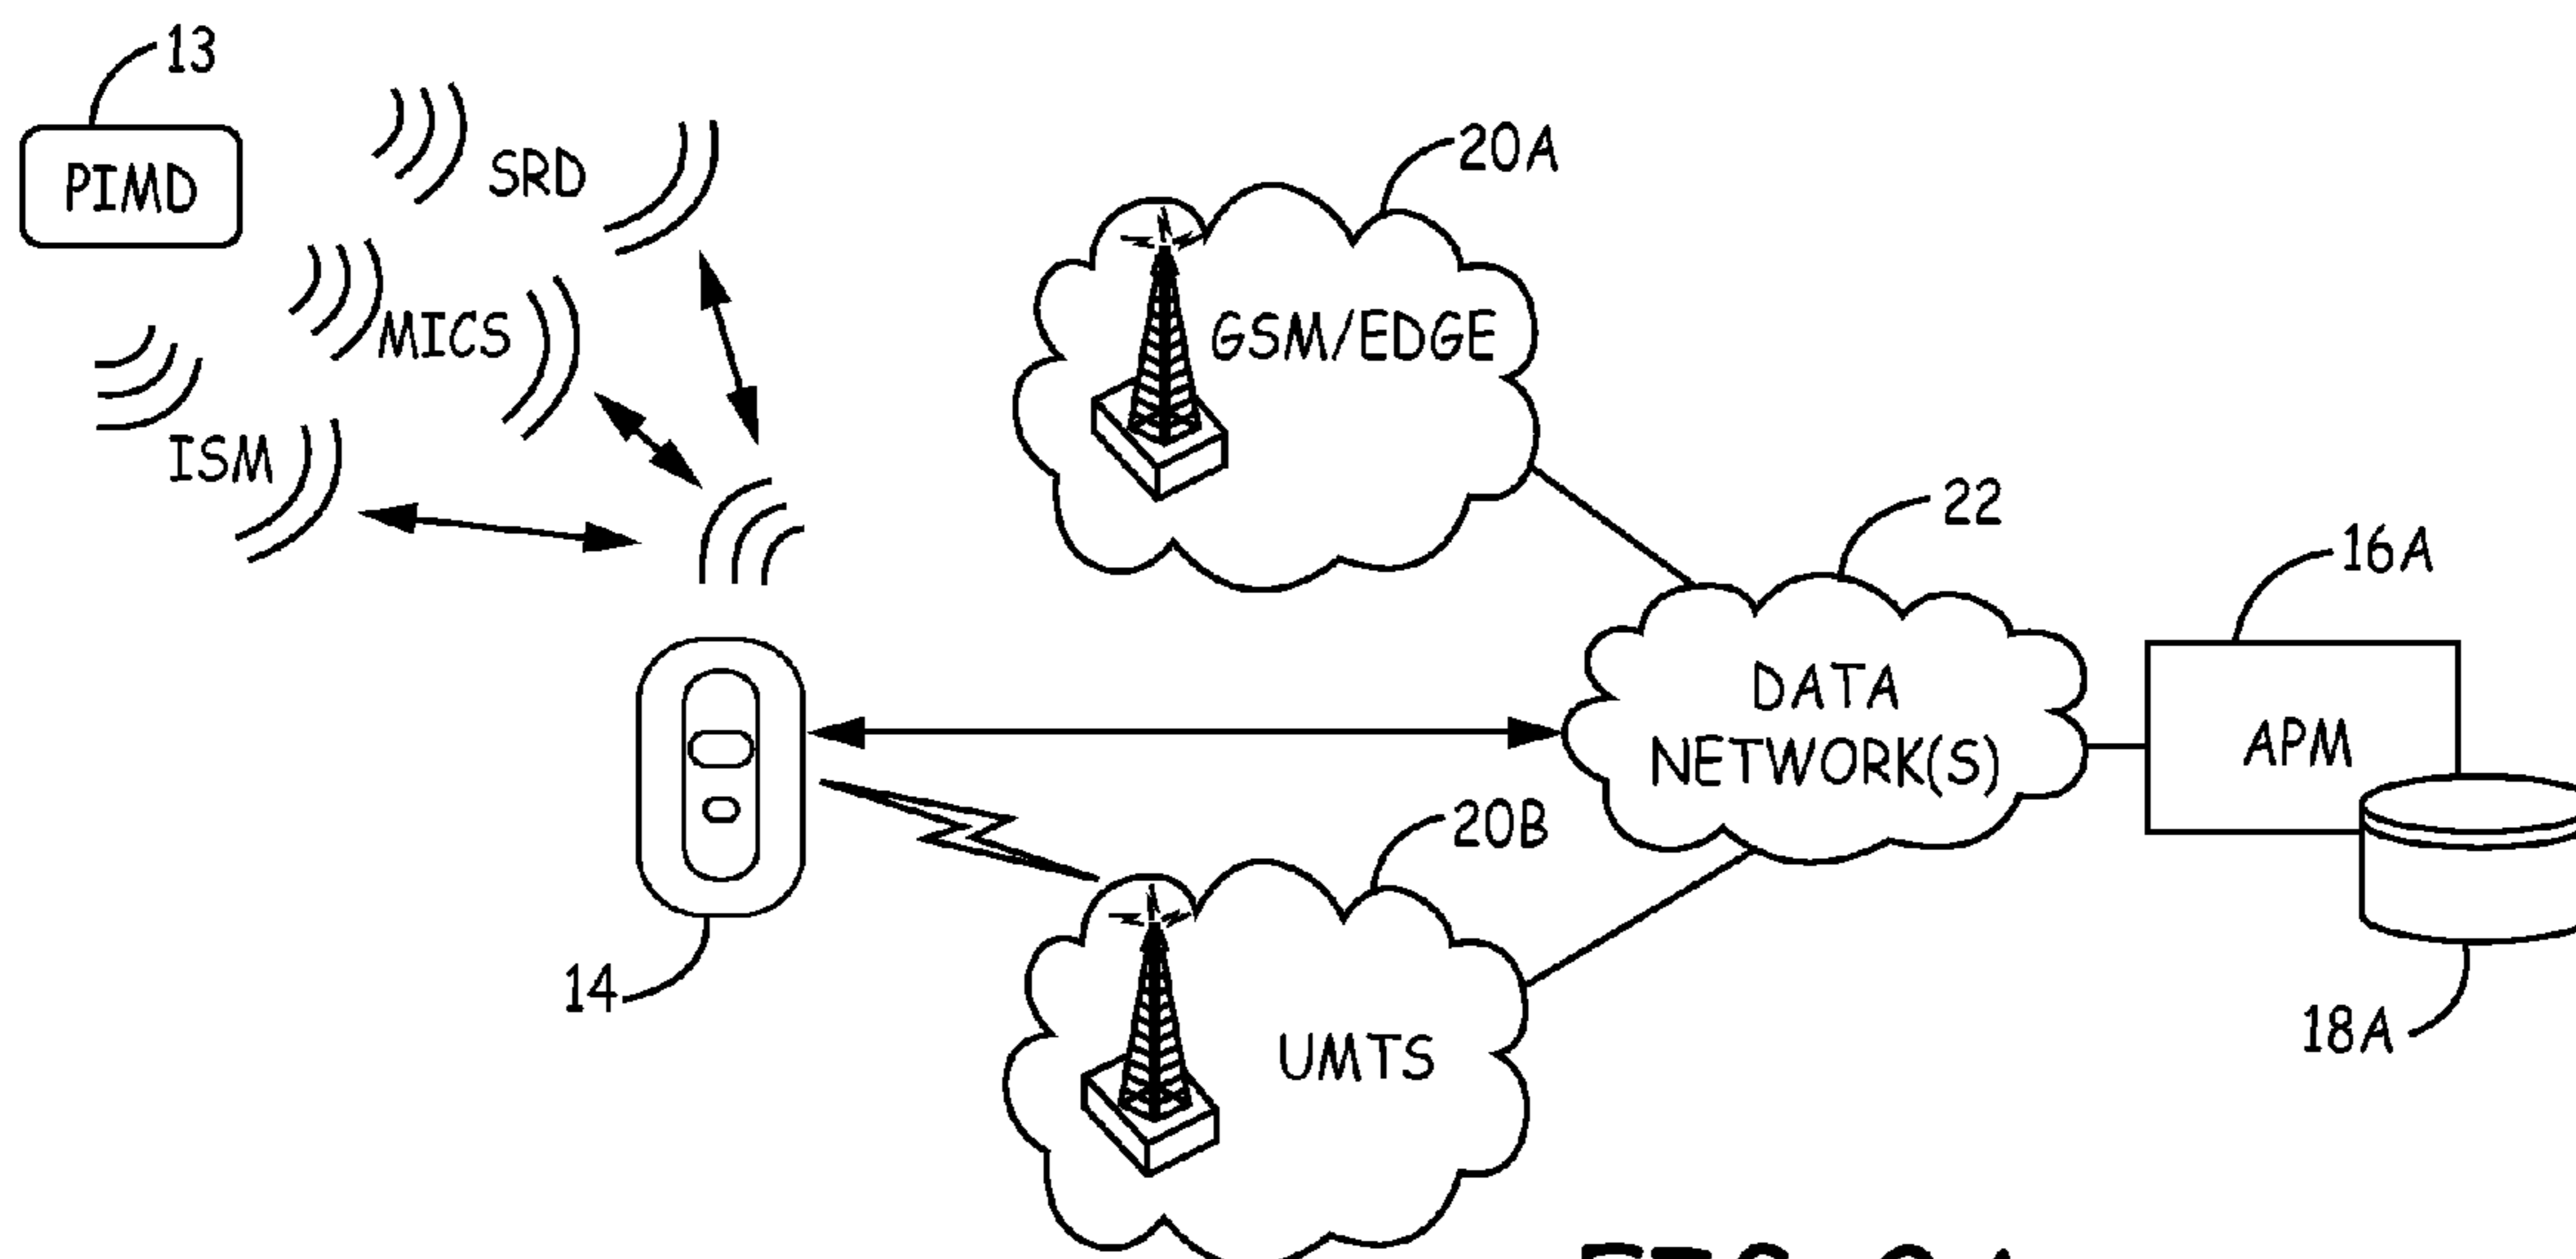 13
PIMD
SRD
20A
MICS
GSM/EDGE
ISM
22
16A
DATA
NETWORK(S)
APM
20B
14
18A
UMTS